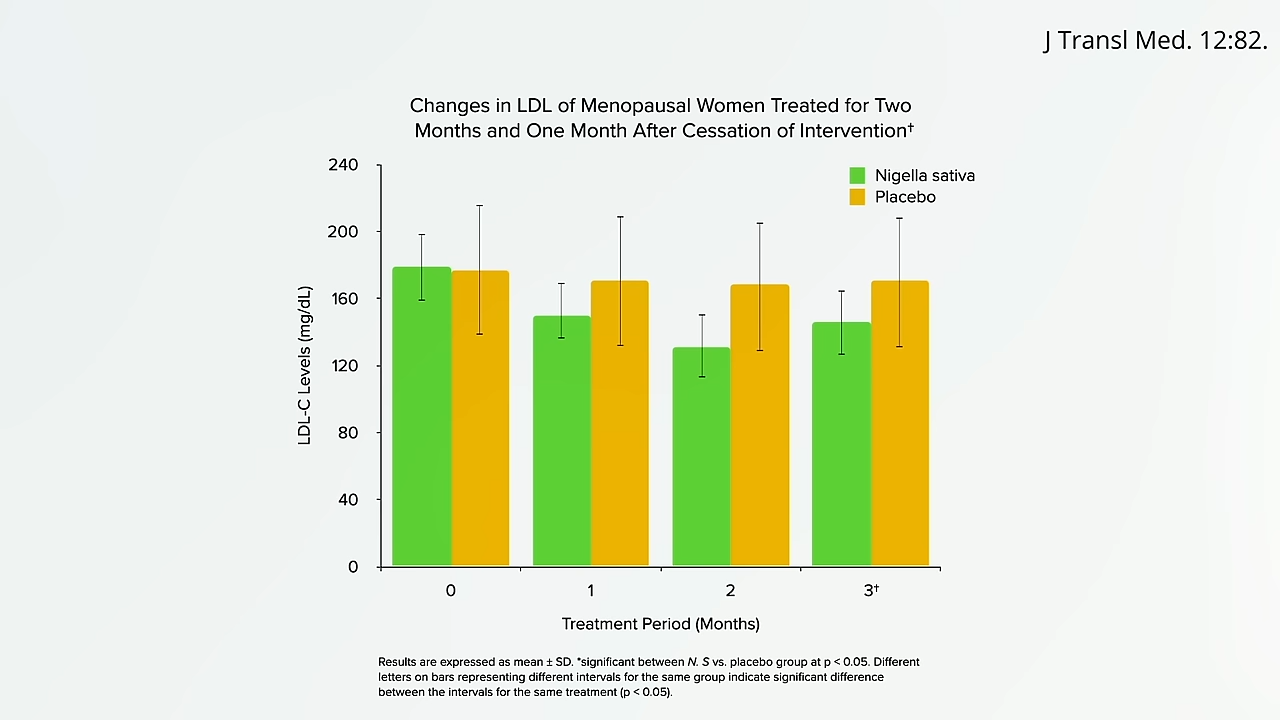 J Transl Med. 12:82.
Changes in LDL of Menopausal Women Treated for Two
Months and One Month After Cessation of Intervention†
240
200
160
120
80
40
0
LDL-C Levels (mg/dL)
Nigella sativa
Placebo
0 1 2 3†
Treatment Period (Months)
Results are expressed as mean ± SD. *significant between N. S vs. placebo group at p < 0.05. Different
letters on bars representing different intervals for the same group indicate significant difference
between the intervals for the same treatment (p < 0.05).